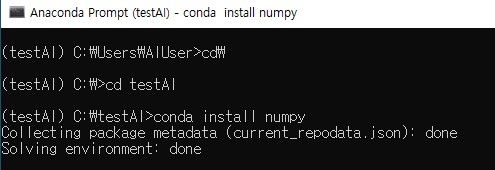 Anaconda Prompt (testAI) - conda  install numpy
(testAI) C:₩Users₩AIUser>cd₩
(testAI) C:₩>cd testAI
(testAI) C:₩testAI>conda install numpy
Collecting package metadata (current_repodata.json): done
Solving environment: done